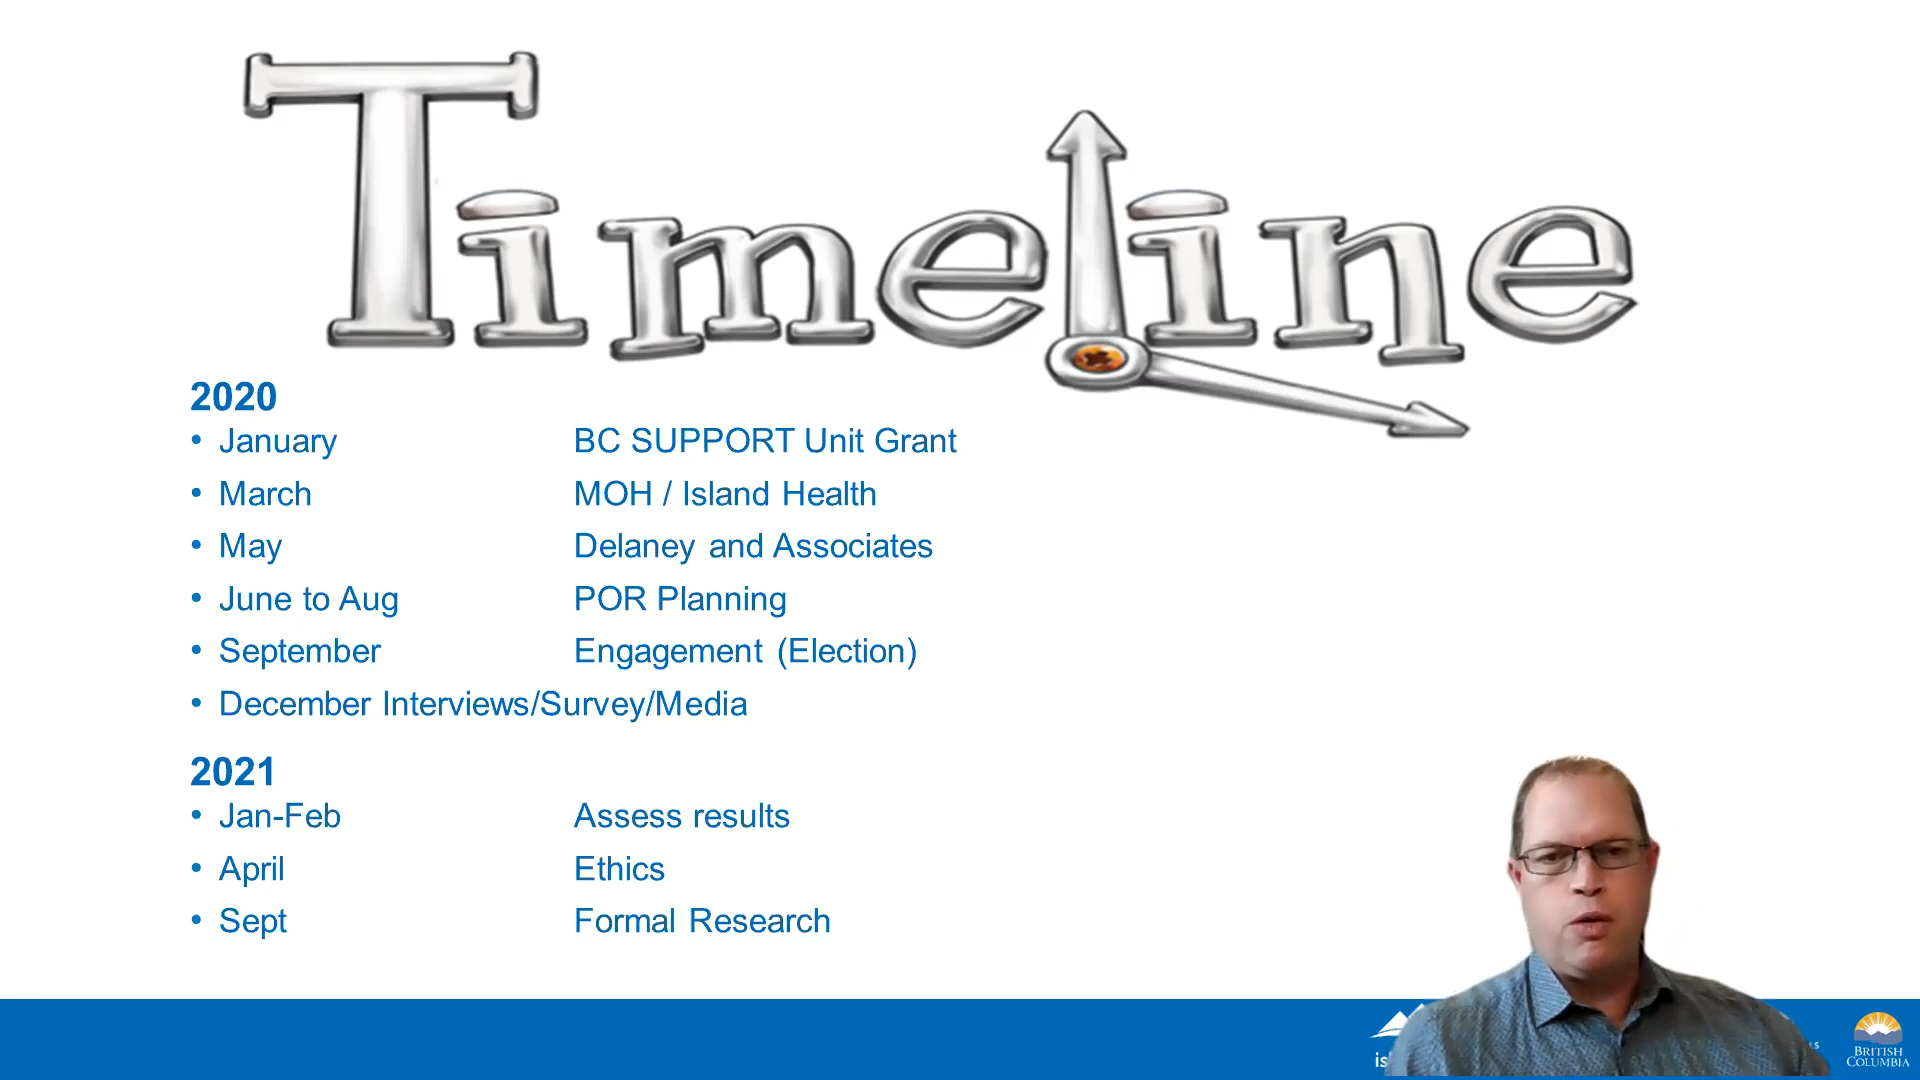 Timeline
2020
• January BC SUPPORT Unit Grant
• March MOH / Island Health
• May Delaney and Associates
• June to Aug POR Planning
• September Engagement (Election)
• December Interviews/Survey/Media
2021
• Jan-Feb Assess results
• April Ethics
• Sept Formal Research
BRITISH
COLUMBIA